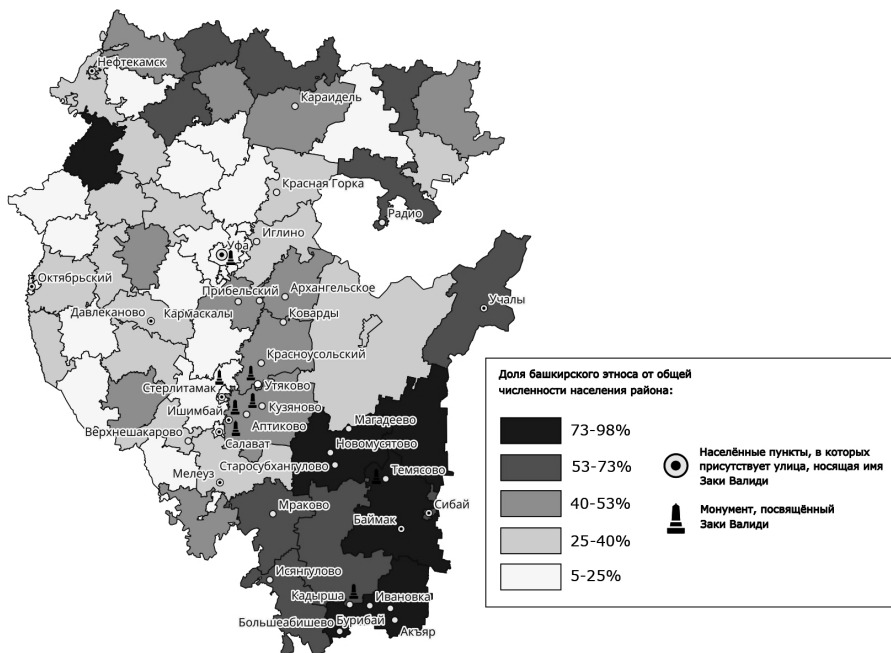 Нефтекамск
Караидель
Красная Горка
Радио
Иглино
Уфа
Октябрьский
Прибельский
Архангельское
Учалы
Давлеканово
Кармаскалы
Коварды
Красноусольский
Стерлитамак
Утяково
Ишимбай
Кузяново
Аптиково
Магадеево
Верхнешакарово
Салават
Новомусятово
Мелеуз
Старосубхангулово
Темясово
Мраково
Сибай
Баймак
Исянгулово
Кадырша
Ивановка
Большеабишево
Бурибай
Акъяр
Доля башкирского этноса от общей
численности населения района:
73-98%
53-73%
40-53%
25-40%
5-25%
Населённые пункты, в которых
присутствует улица, носящая имя
Заки Валиди
Монумент, посвящённый
Заки Валиди